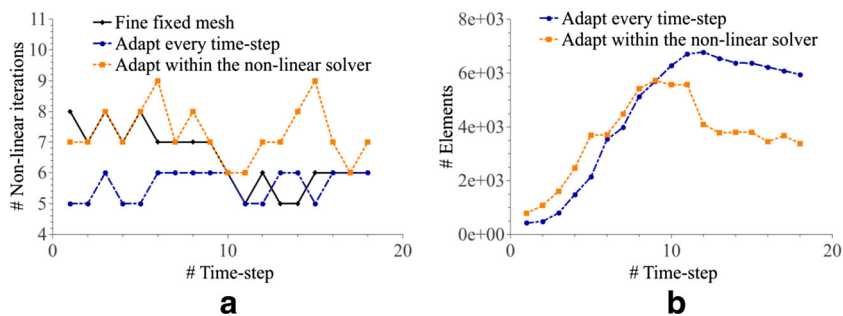 Fine fixed mesh
Adapt every time-step
Adapt within the non-linear solver
# Non-linear iterations
11
10
9
8
7
6
5
4
0
10
20
# Time-step
a
Adapt every time-step
Adapt within the non-linear solver
# Elements
8e+03
6e+03
4e+03
2e+03
0e+00
0
10
20
# Time-step
b